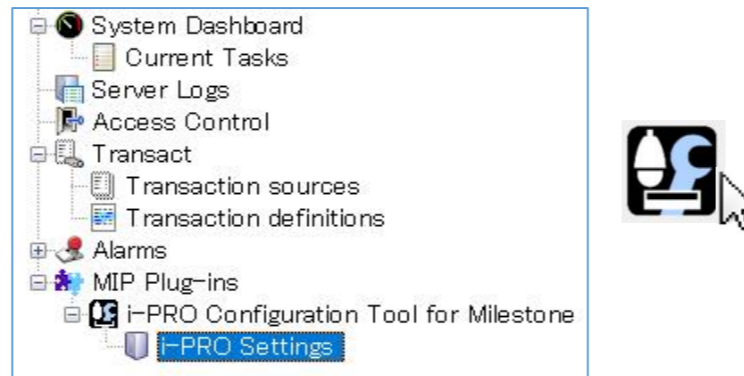 System Dashboard
Current Tasks
Server Logs
Access Control
Transact
Transaction sources
Transaction definitions
Alarms
MIP Plug-ins
i-PRO Configuration Tool for Milestone
i-PRO Settings